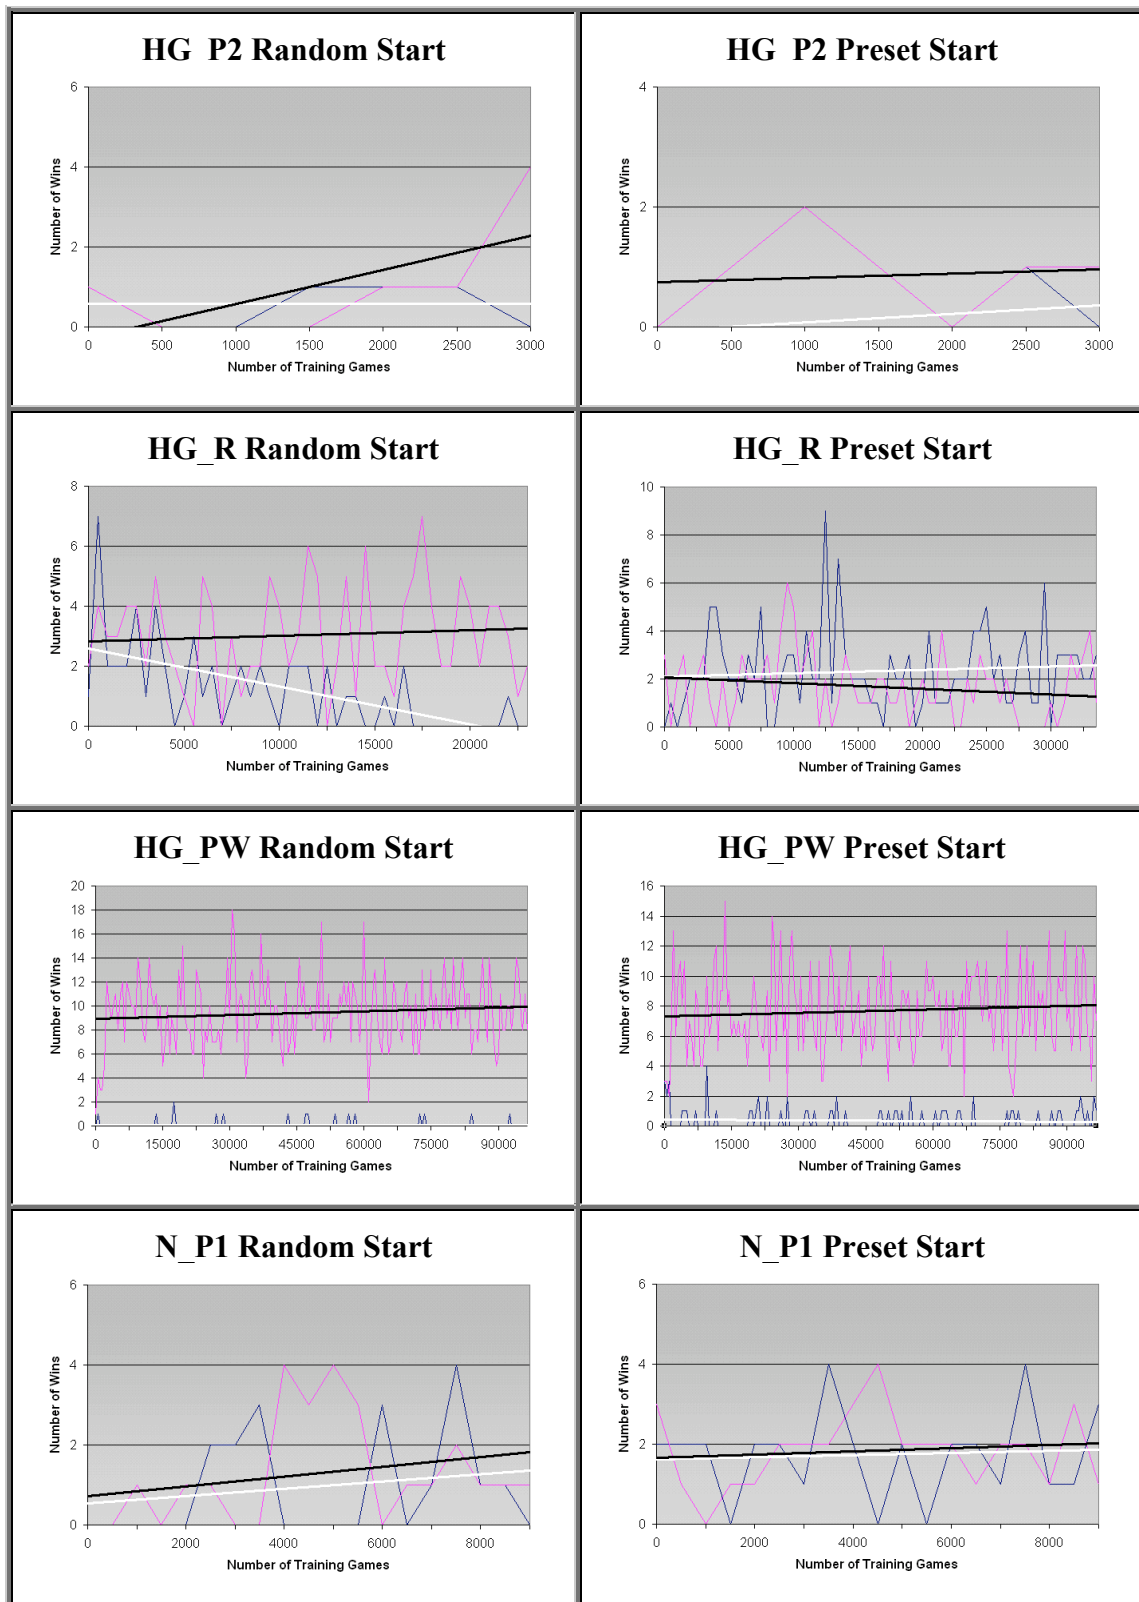 HG_P2 Random Start
6
4
2
0
Number of Wins
0 500 1000 1500 2000 2500 3000
Number of Training Games
HG_P2 Preset Start
4
2
0
Number of Wins
0 500 1000 1500 2000 2500 3000
Number of Training Games
HG_R Random Start
8
6
4
2
0
Number of Wins
0 5000 10000 15000 20000
Number of Training Games
HG_R Preset Start
10
8
6
4
2
0
Number of Wins
0 5000 10000 15000 20000 25000 30000
Number of Training Games
HG_PW Random Start
20
18
16
14
12
10
8
6
4
2
0
Number of Wins
0 15000 30000 45000 60000 75000 90000
Number of Training Games
HG_PW Preset Start
16
14
12
10
8
6
4
2
0
Number of Wins
0 15000 30000 45000 60000 75000 90000
Number of Training Games
N_P1 Random Start
6
4
2
0
Number of Wins
0 2000 4000 6000 8000
Number of Training Games
N_P1 Preset Start
6
4
2
0
Number of Wins
0 2000 4000 6000 8000
Number of Training Games